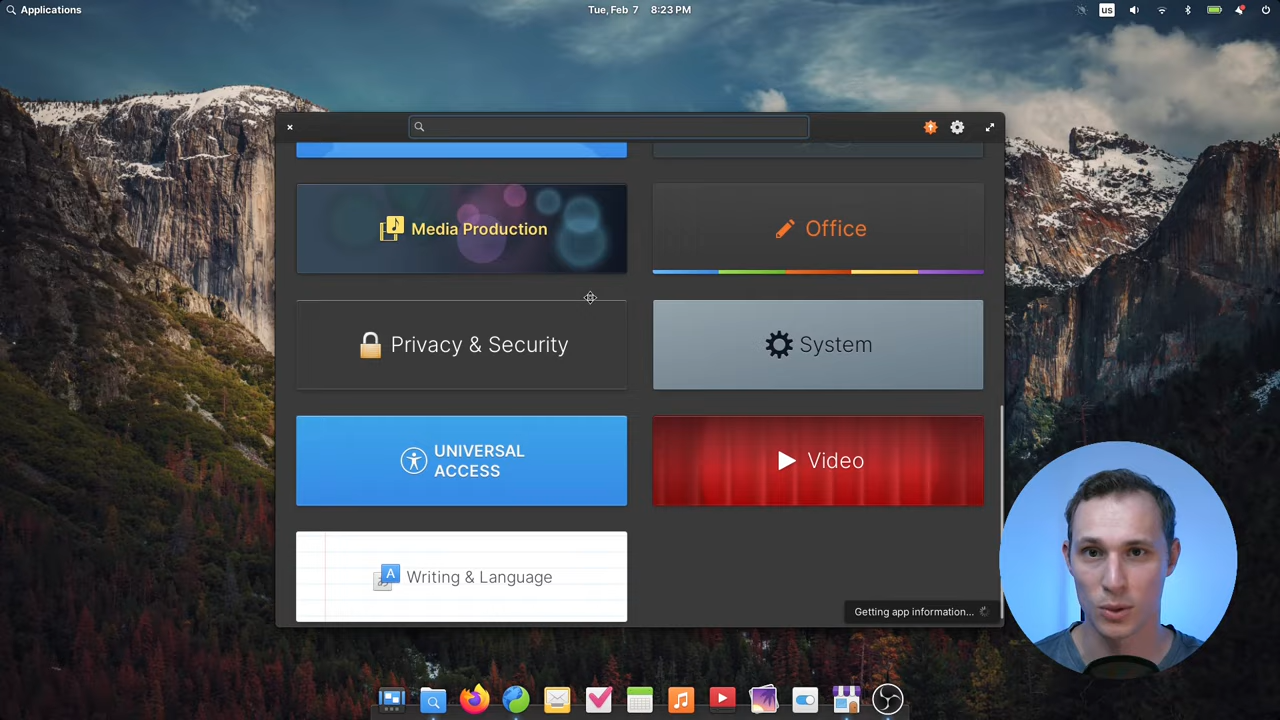 Applications
Tue, Feb 7 8:23 PM
us
Media Production
Office
Privacy & Security
System
UNIVERSAL
ACCESS
Video
A
Writing & Language
Getting app information...